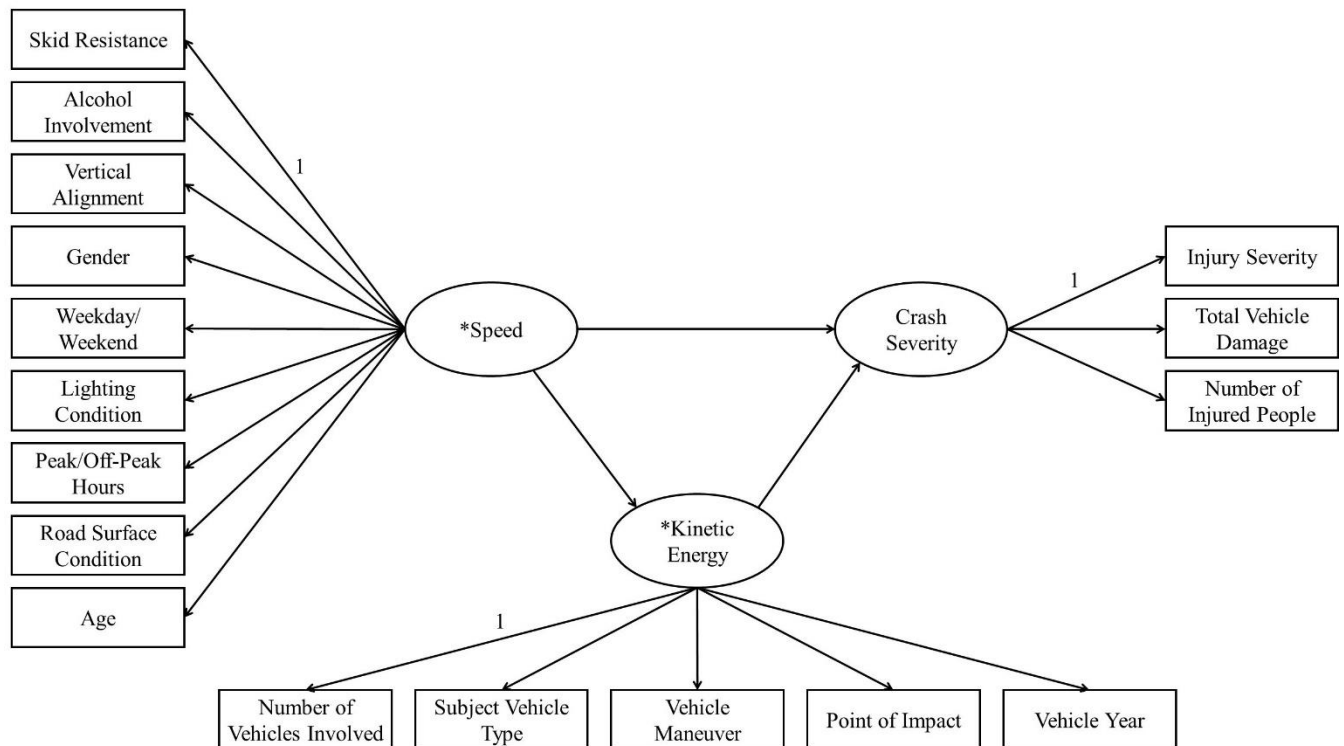 Skid Resistance
Alcohol
Involvement
Vertical
Alignment
Gender
Weekday/
Weekend
Lighting
Condition
Peak/Off-Peak
Hours
Road Surface
Condition
Age
1
*Speed
Crash
Severity
1
Injury Severity
Total Vehicle
Damage
Number of
Injured People
*Kinetic
Energy
1
Number of
Vehicles Involved
Subject Vehicle
Type
Vehicle
Maneuver
Point of Impact
Vehicle Year